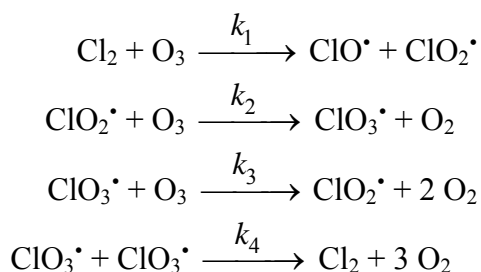 Cl₂ + O₃ —k₁→ ClO• + ClO₂•
ClO₂• + O₃ —k₂→ ClO₃• + O₂
ClO₃• + O₃ —k₃→ ClO₂• + 2 O₂
ClO₃• + ClO₃• —k₄→ Cl₂ + 3 O₂